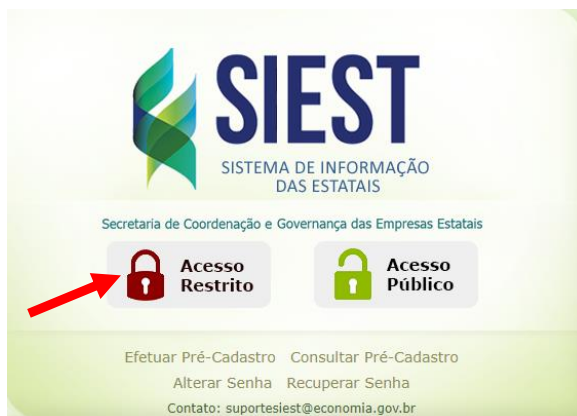 SIEST
SISTEMA DE INFORMAÇÃO
DAS ESTATAIS
Secretaria de Coordenação e Governança das Empresas Estatais
Acesso
Restrito
Acesso
Público
Efetuar Pré-Cadastro Consultar Pré-Cadastro
Alterar Senha Recuperar Senha
Contato: suportesiest@economia.gov.br